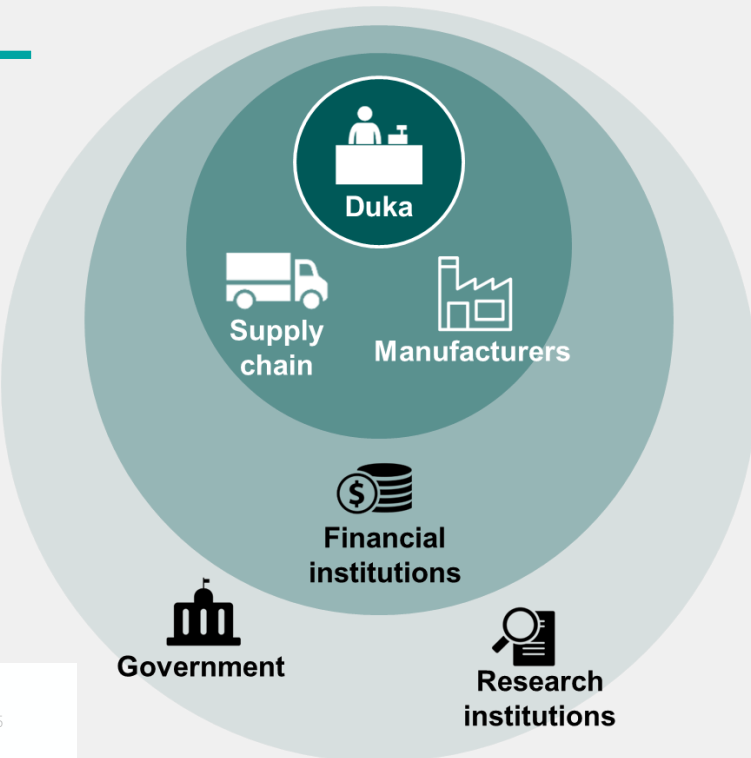 Duka
Supply
chain
Manufacturers
$
Financial
institutions
Government
Research
institutions